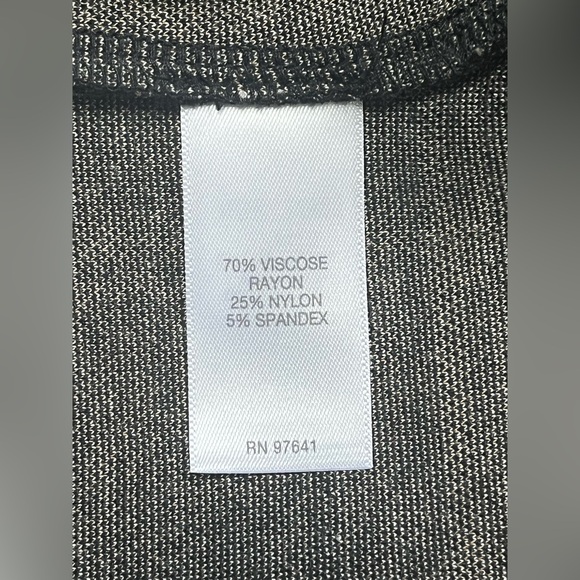 70% VISCOSE
RAYON
25% NYLON
5% SPANDEX
RN 97641